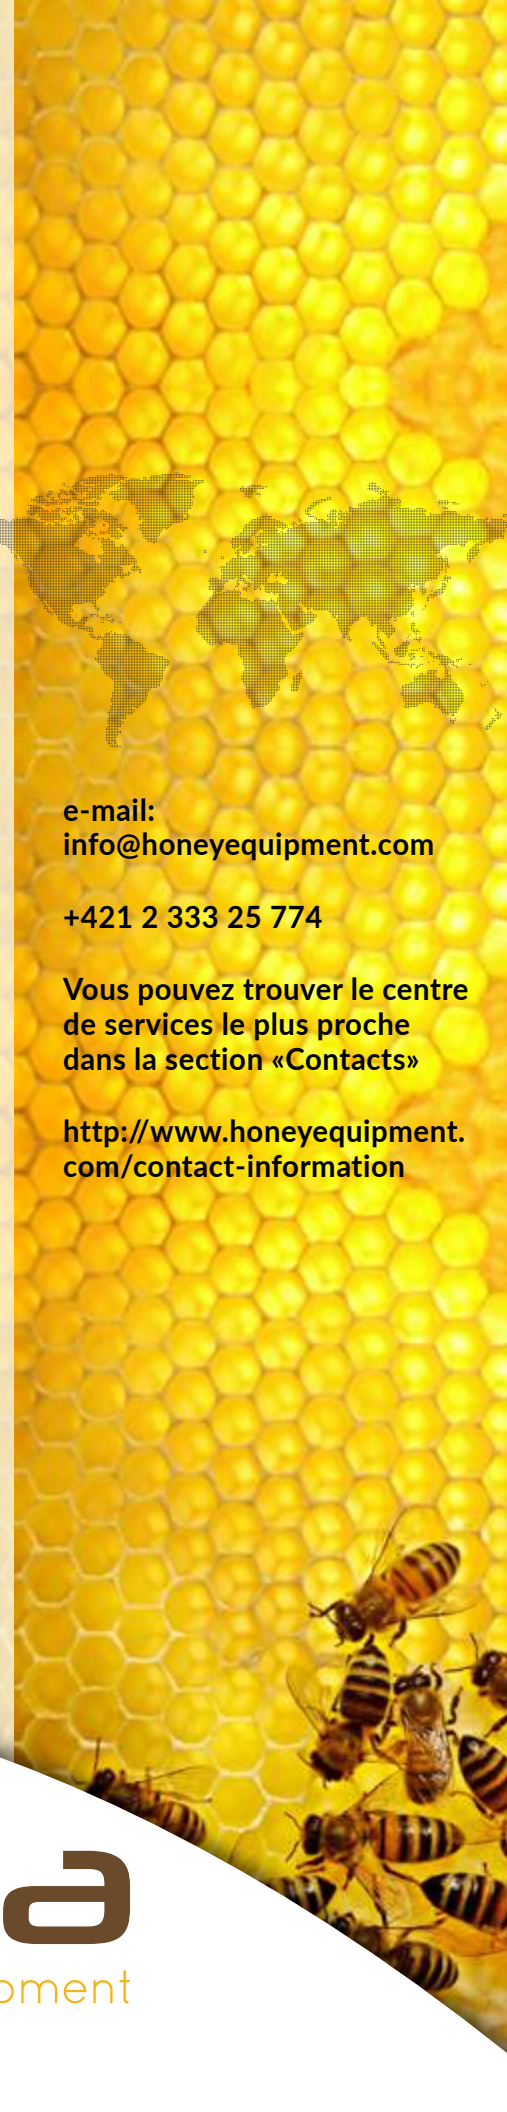 e-mail:
info@honeyequipment.com
+421 2 333 25 774
Vous pouvez trouver le centre
de services le plus proche
dans la section «Contacts»
http://www.honeyequipment.
com/contact-information